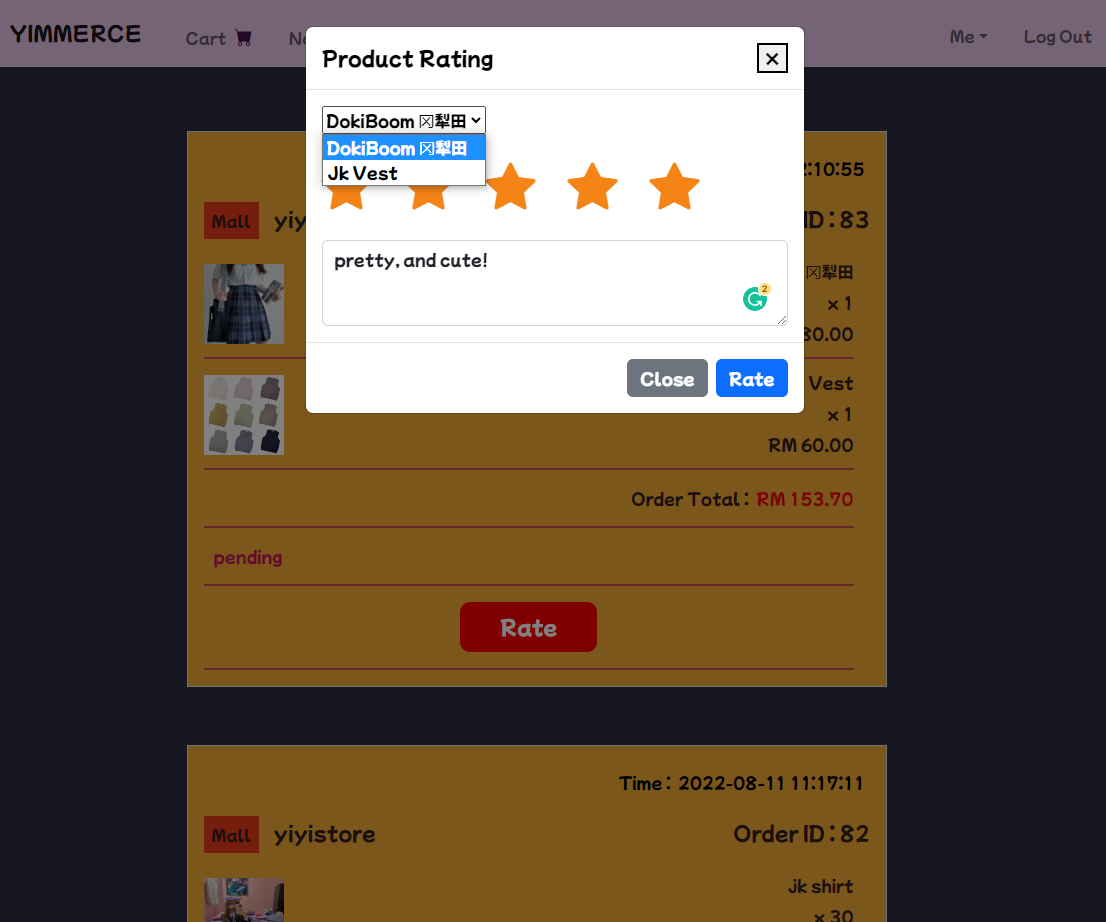 YIMMERCE
Cart
Me
Log Out
Product Rating
DokiBoom 冈犁田
DokiBoom 冈犁田
Jk Vest
2:10:55
Mall
ID：83
冈犁田
pretty, and cute!
2
x 1
80.00
Close
Rate
Vest
x 1
RM 60.00
Order Total： RM 153.70
pending
Rate
Time： 2022-08-11 11:17:11
Mall
yiyistore
Order ID：82
jk shirt
x 30